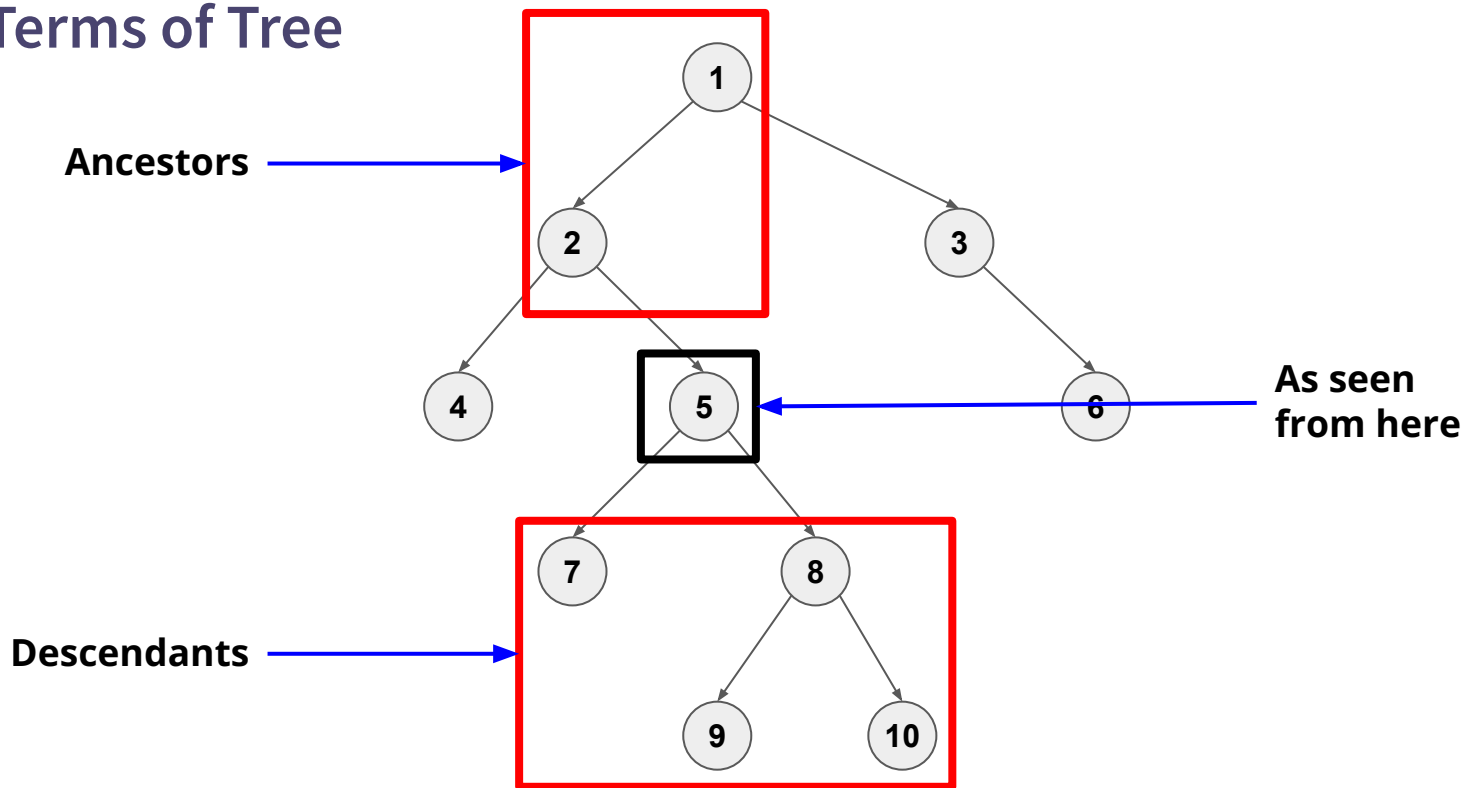 Terms of Tree
1
Ancestors
2
3
4
5
6
As seen
from here
7
8
Descendants
9
10